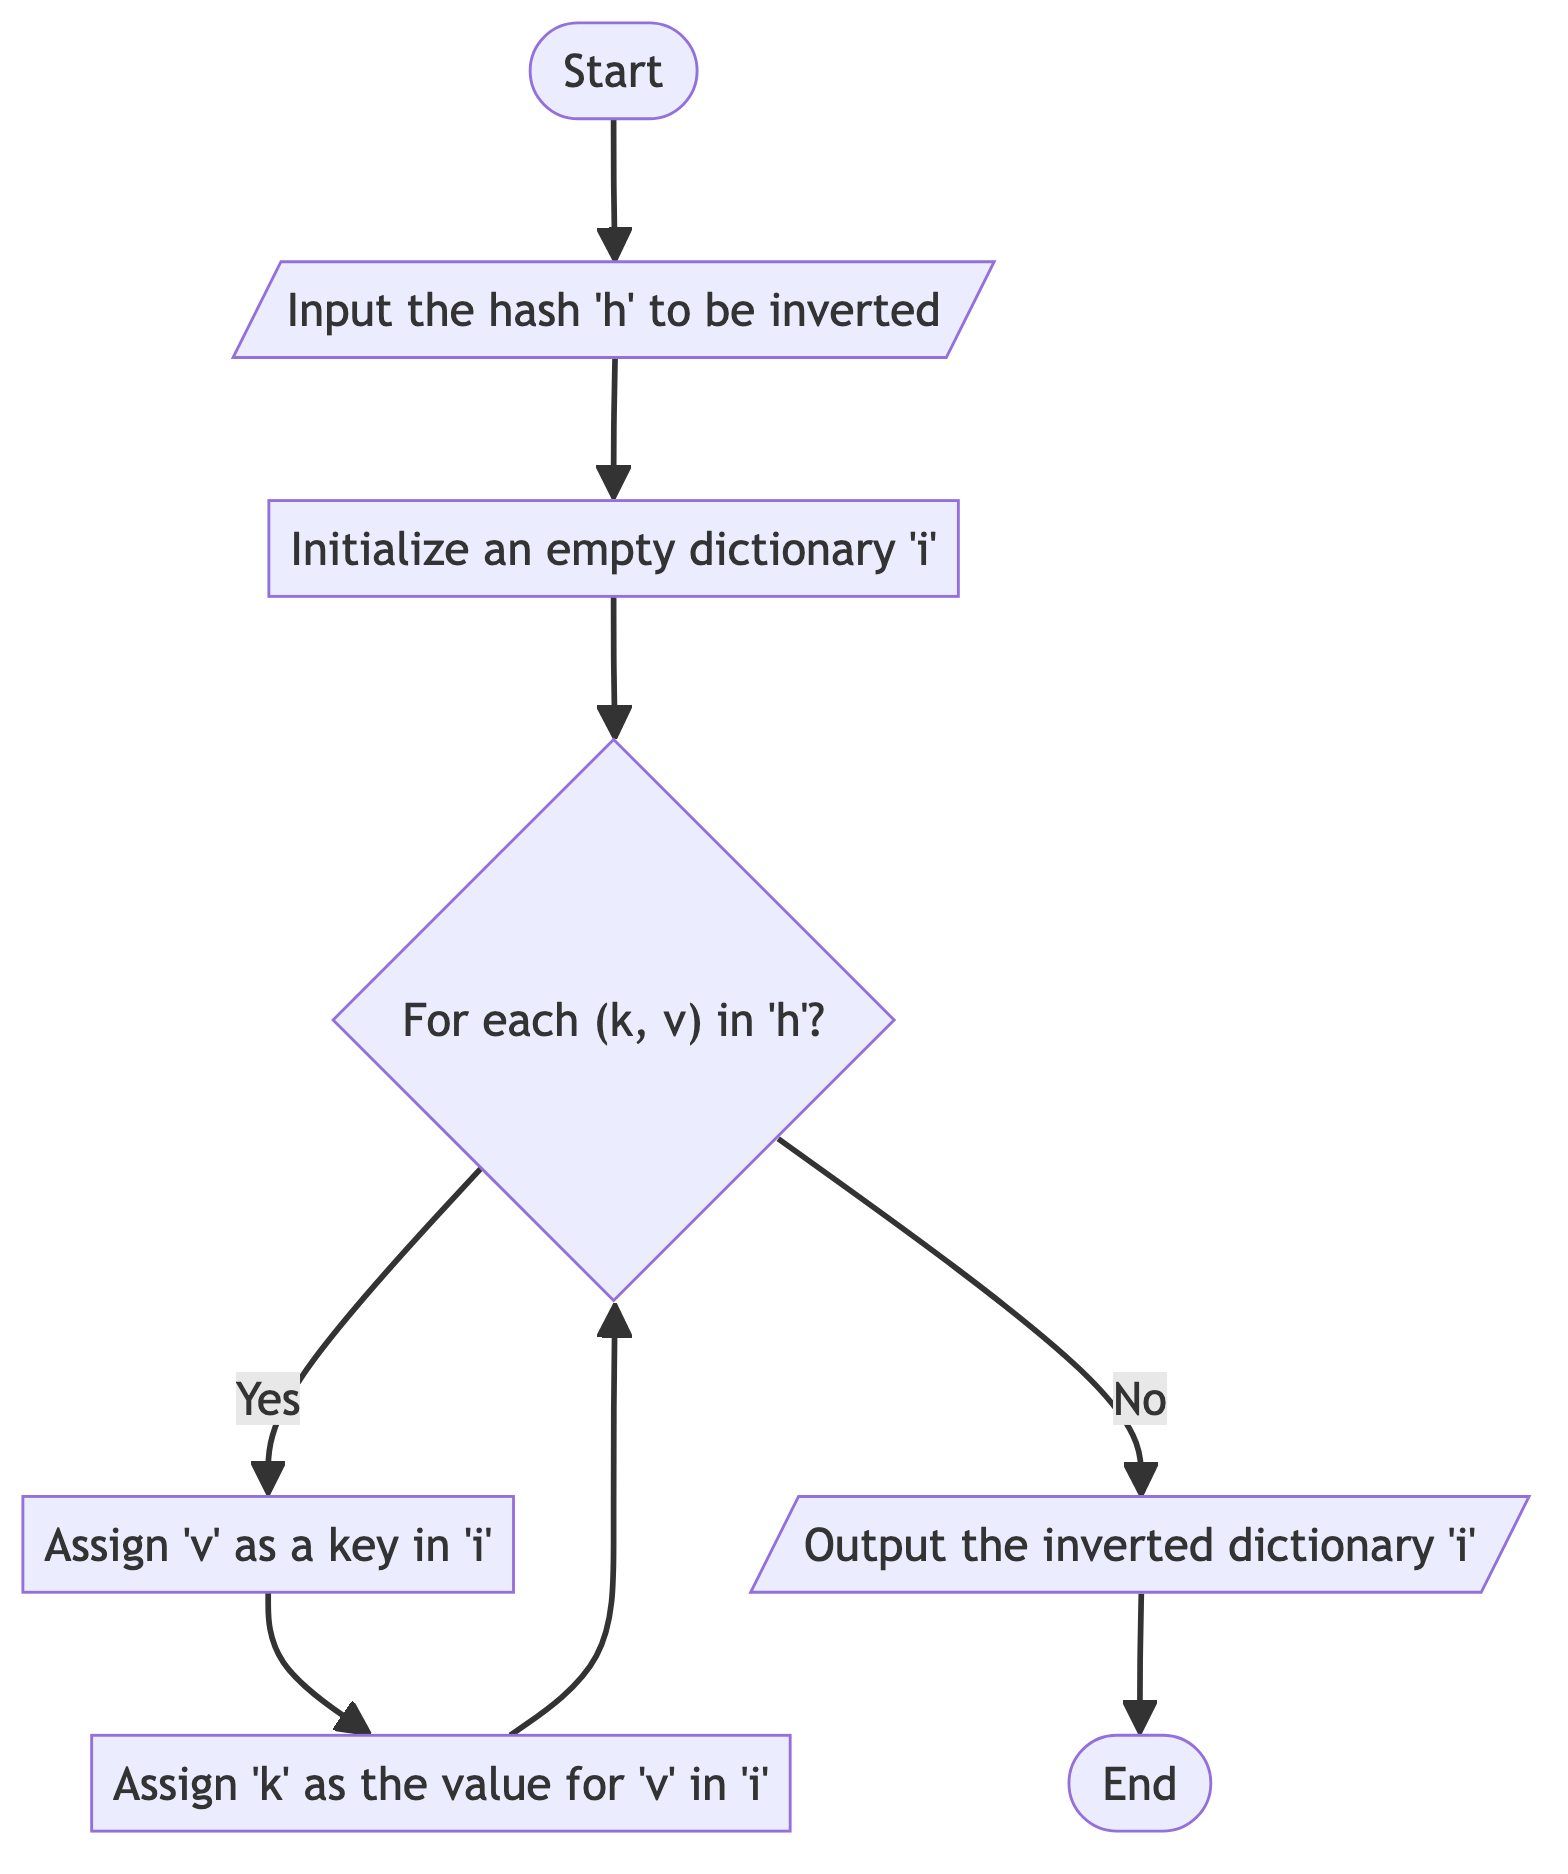 Start
Input the hash 'h' to be inverted
Initialize an empty dictionary 'i'
For each (k, v) in 'h'?
Yes
No
Assign 'v' as a key in 'i'
Output the inverted dictionary 'i'
Assign 'k' as the value for 'v' in 'i'
End